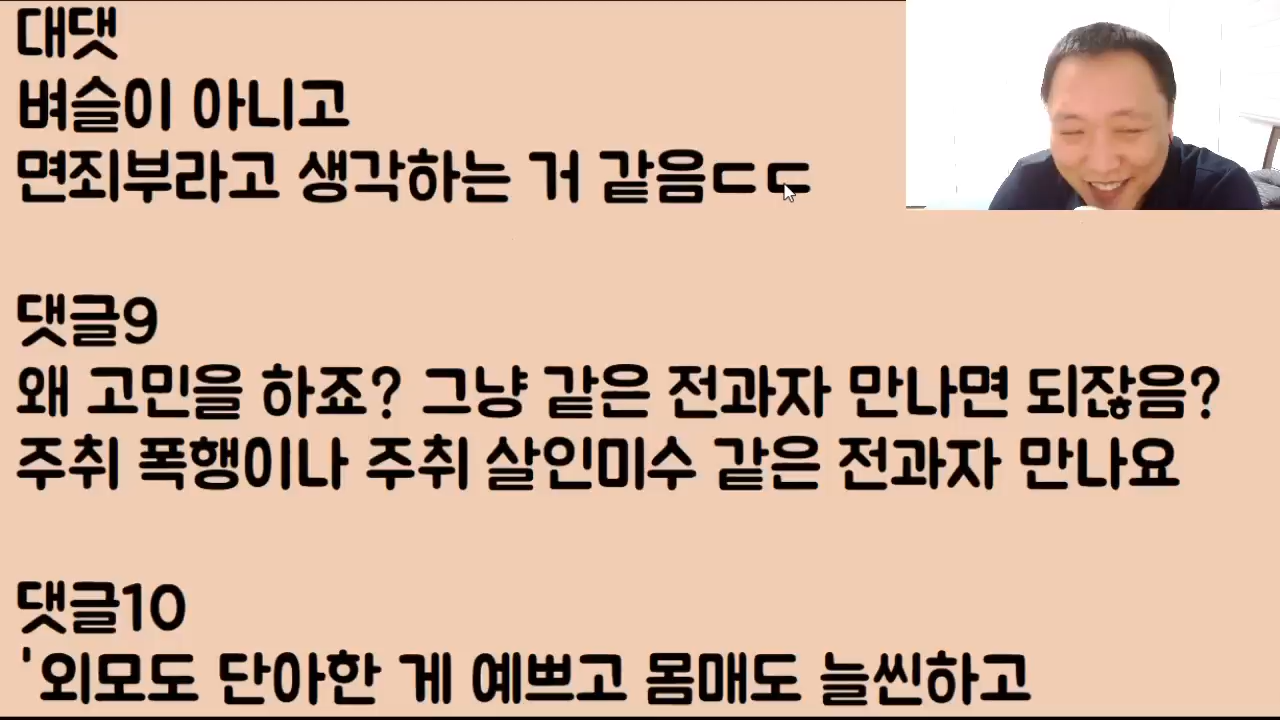 대댓
벼슬이 아니고
면죄부라고 생각하는 거 같음ㄷㄷ
댓글9
왜 고민을 하죠? 그냥 같은 전과자 만나면 되잖음?
주취 폭행이나 주취 살인미수 같은 전과자 만나요
댓글10
'외모도 단아한 게 예쁘고 몸매도 늘씬하고